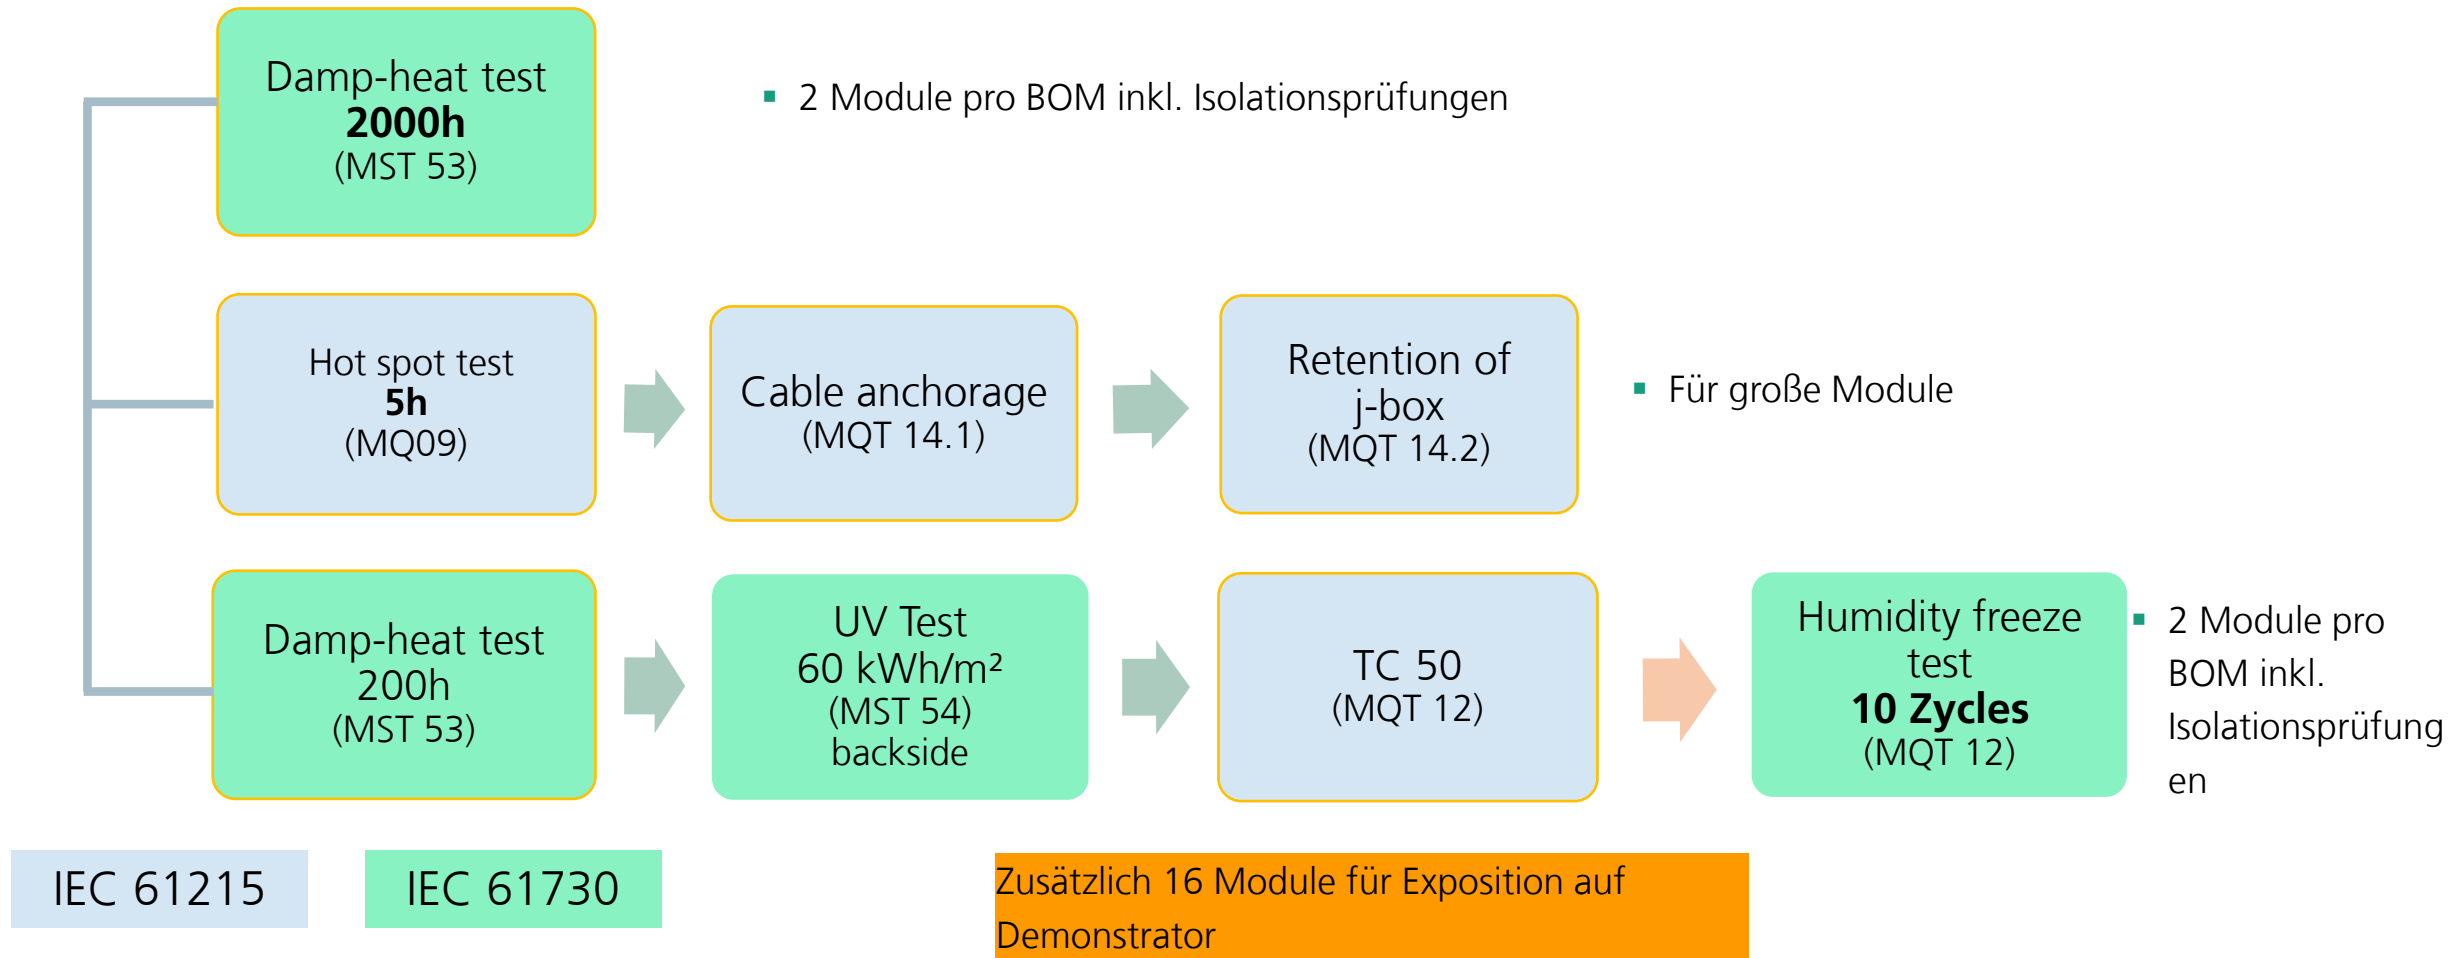 Damp-heat test
2000h
(MST 53)
▪ 2 Module pro BOM inkl. Isolationsprüfungen
Hot spot test
5h
(MQ09)
Cable anchorage
(MQT 14.1)
Retention of
j-box
(MQT 14.2)
▪ Für große Module
Damp-heat test
200h
(MST 53)
UV Test
60 kWh/m²
(MST 54)
backside
TC 50
(MQT 12)
Humidity freeze
test
10 Zycles
(MQT 12)
▪ 2 Module pro
BOM inkl.
Isolationsprüfung
en
IEC 61215
IEC 61730
Zusätzlich 16 Module für Exposition auf
Demonstrator